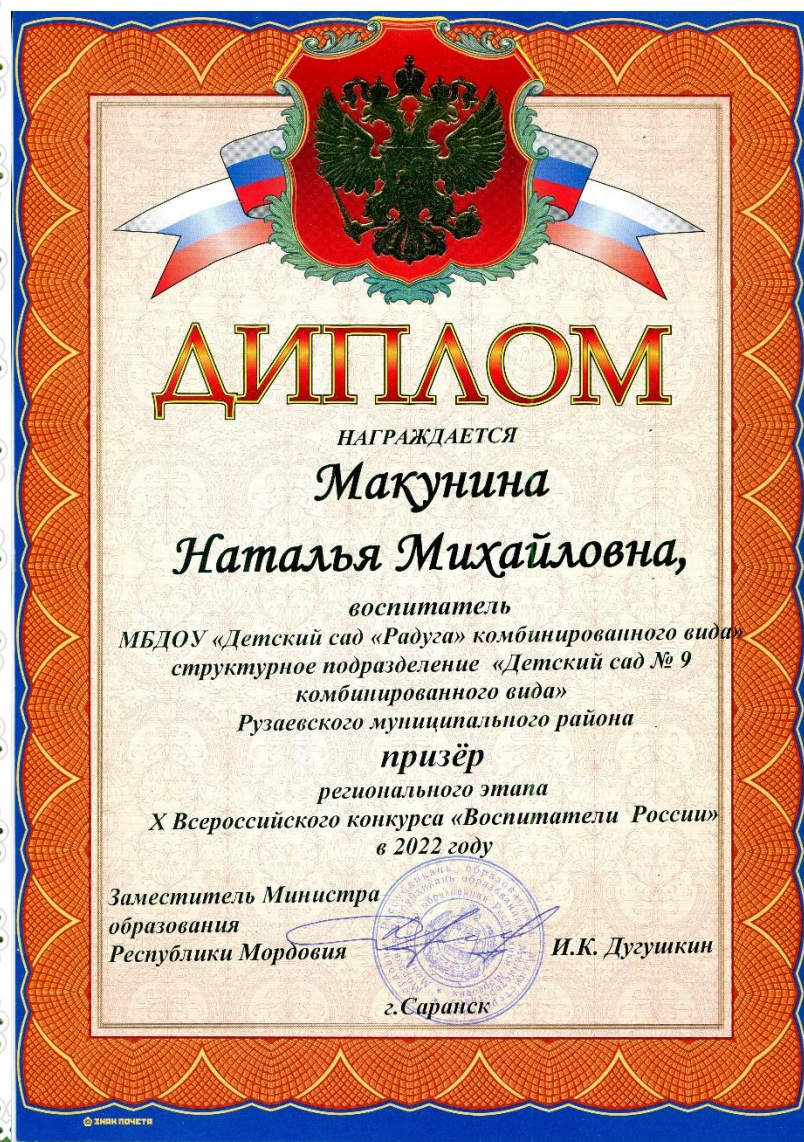 ДИПЛОМ
НАГРАЖДАЕТСЯ
Макунина
Наталья Михайловна,
воспитатель
МБДОУ «Детский сад «Радуга» комбинированного вида»
структурное подразделение «Детский сад № 9
комбинированного вида»
Рузаевского муниципального района
призёр
регионального этапа
X Всероссийского конкурса «Воспитатели России»
в 2022 году
Заместитель Министра
образования
Республики Мордовия
И.К. Дугушкин
г.Саранск
ЗНАК ПОЧЕТА